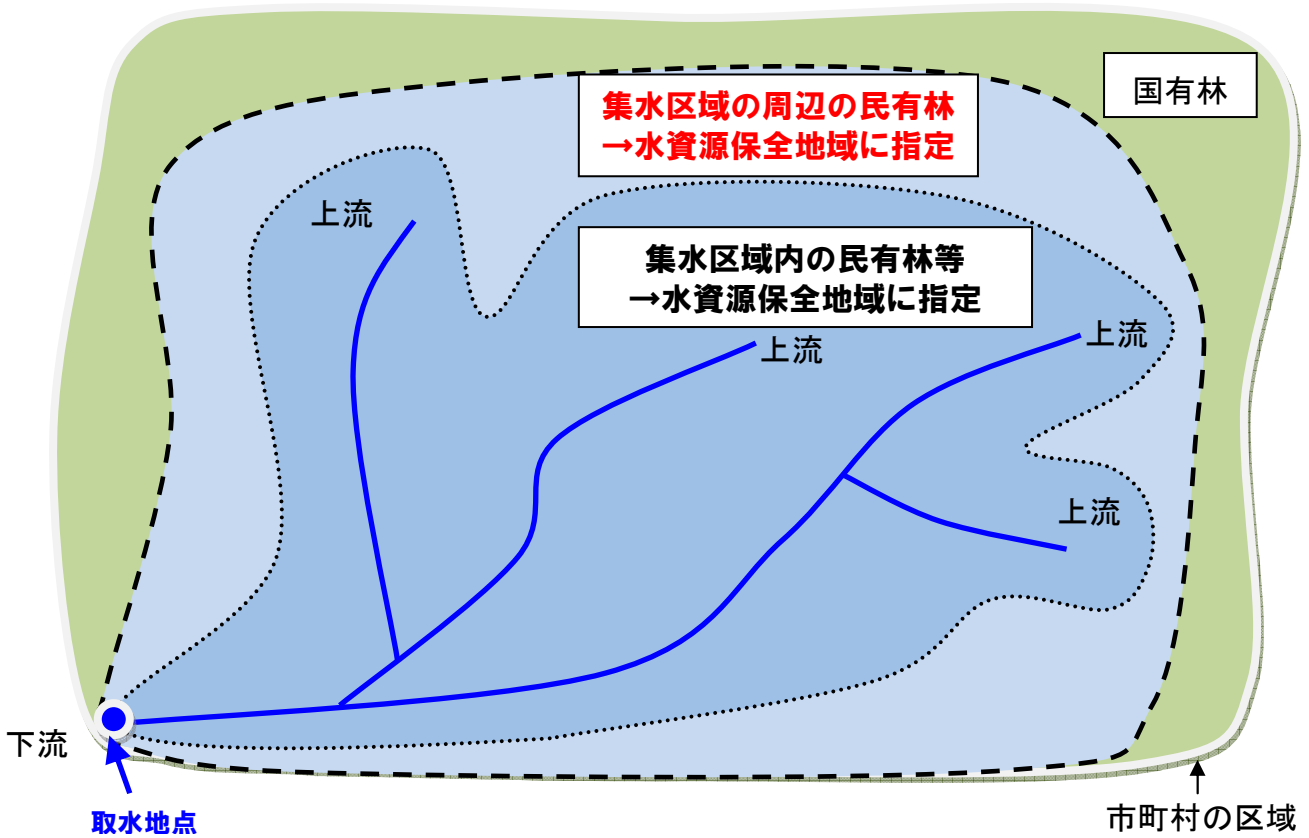 国有林
集水区域の周辺の民有林
→水資源保全地域に指定
上流
集水区域内の民有林等
→水資源保全地域に指定
上流
上流
上流
下流
取水地点
市町村の区域